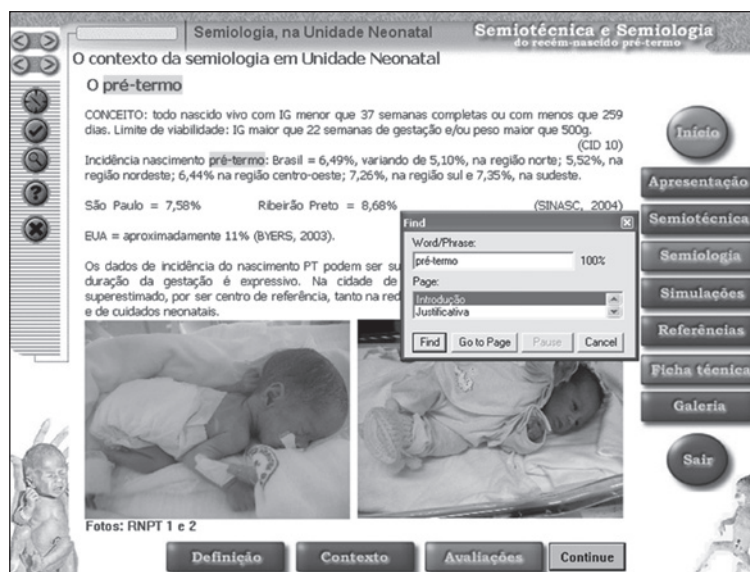 Semiologia, na Unidade Neonatal
Semiotécnica e Semiologia
do recém-nascido pré-termo
O contexto da semiologia em Unidade Neonatal
O pré-termo
CONCEITO: todo nascido vivo com IG menor que 37 semanas completas ou com menos que 259
dias. Limite de viabilidade: IG maior que 22 semanas de gestação e/ou peso maior que 500g.
(CID 10)
Incidência nascimento pré-termo: Brasil = 6,49%, variando de 5,10%, na região norte; 5,52%, na
região nordeste; 6,44% na região centro-oeste; 7,26%, na região sul e 7,35%, na sudeste.
São Paulo = 7,58% Ribeirão Preto = 8,68% (SINASC, 2004)
EUA = aproximadamente 11% (BYERS, 2003).
Os dados de incidência do nascimento PT podem ser su
duração da gestação é expressivo. Na cidade de
superestimado, por ser centro de referência, tanto na red
e de cuidados neonatais.
Find
Word/Phrase:
pré-termo 100%
Page:
Introdução
Justificativa
Find Go to Page Pause Cancel
Início
Apresentação
Semiotécnica
Semiologia
Simulações
Referências
Ficha técnica
Galeria
Sair
Fotos: RNPT 1 e 2
Definição Contexto Avaliações Continue